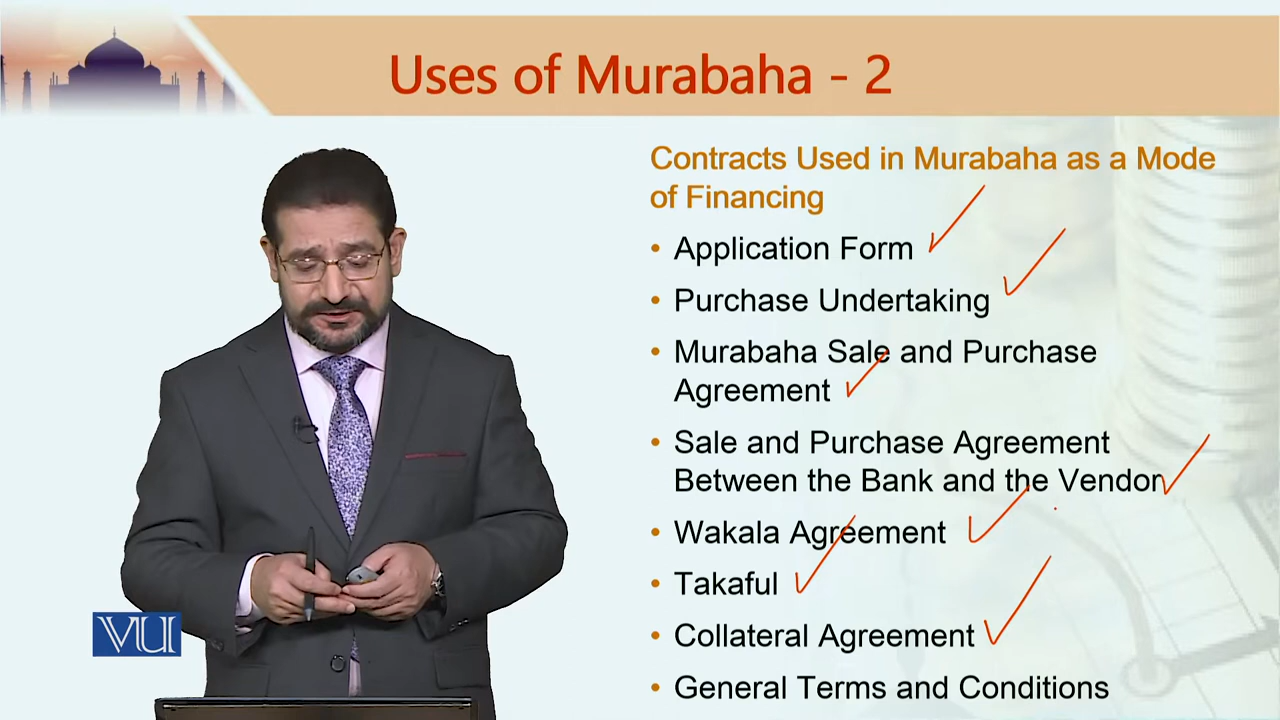 Uses of Murabaha - 2
Contracts Used in Murabaha as a Mode
of Financing
• Application Form
• Purchase Undertaking
• Murabaha Sale and Purchase
Agreement
• Sale and Purchase Agreement
Between the Bank and the Vendor
• Wakala Agreement
• Takaful
• Collateral Agreement
• General Terms and Conditions
VU